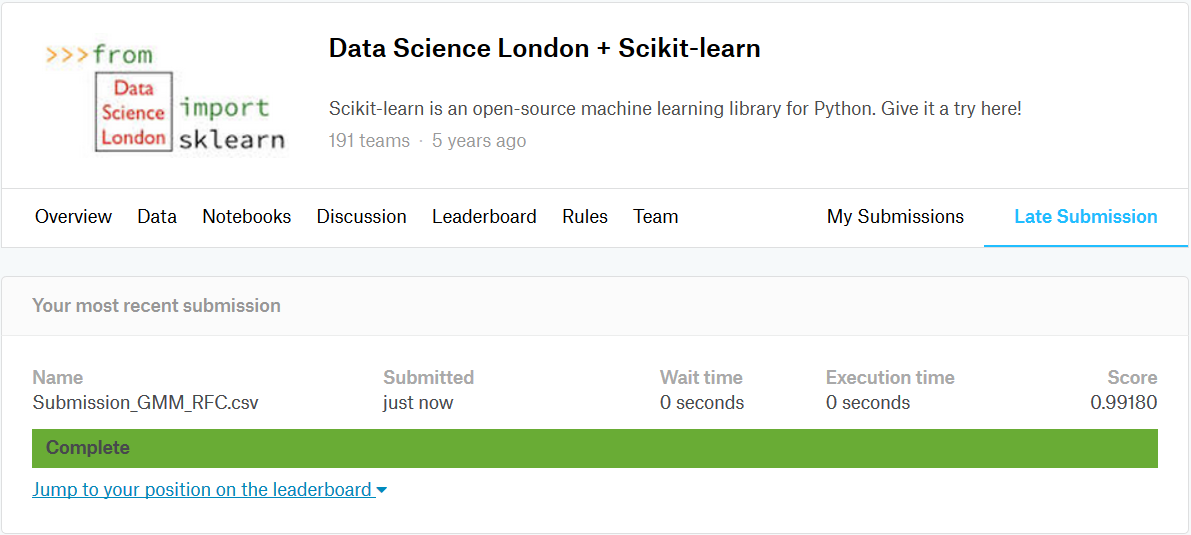 >>>from
Data
Science
London
import
sklearn
Data Science London + Scikit-learn
Scikit-learn is an open-source machine learning library for Python. Give it a try here!
191 teams · 5 years ago
Overview Data Notebooks Discussion Leaderboard Rules Team My Submissions Late Submission
Your most recent submission
Name Submitted Wait time Execution time Score
Submission_GMM_RFC.csv just now 0 seconds 0 seconds 0.99180
Complete
Jump to your position on the leaderboard